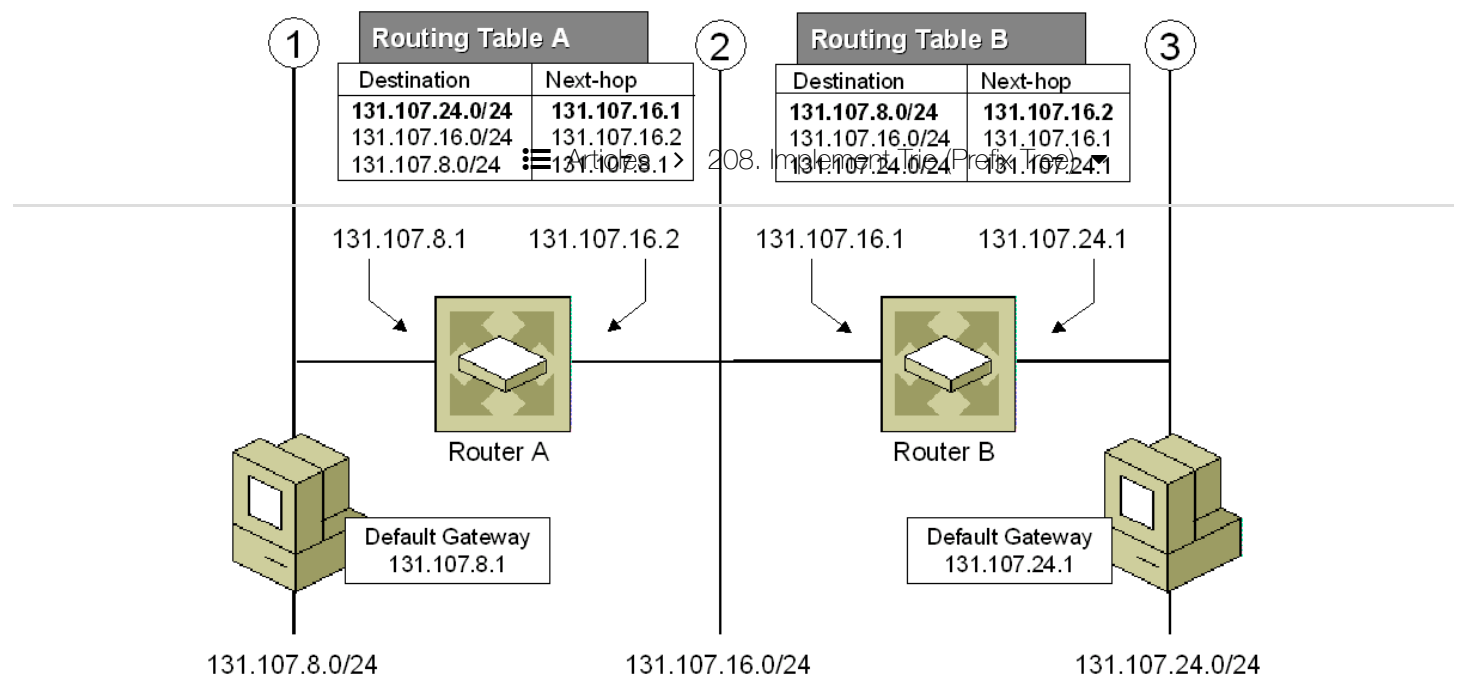 1
Routing Table A
2
Routing Table B
3
Destination Next-hop
131.107.24.0/24 131.107.16.1
131.107.16.0/24 131.107.16.2
131.107.8.0/24 131.107.8.1
Destination Next-hop
131.107.8.0/24 131.107.16.2
131.107.16.0/24 131.107.16.1
131.107.24.0/24 131.107.24.1
Articles > 208. Implement Trie (Prefix Tree)
131.107.8.1 131.107.16.2 131.107.16.1 131.107.24.1
Router A
Router B
Default Gateway
131.107.8.1
Default Gateway
131.107.24.1
131.107.8.0/24 131.107.16.0/24 131.107.24.0/24